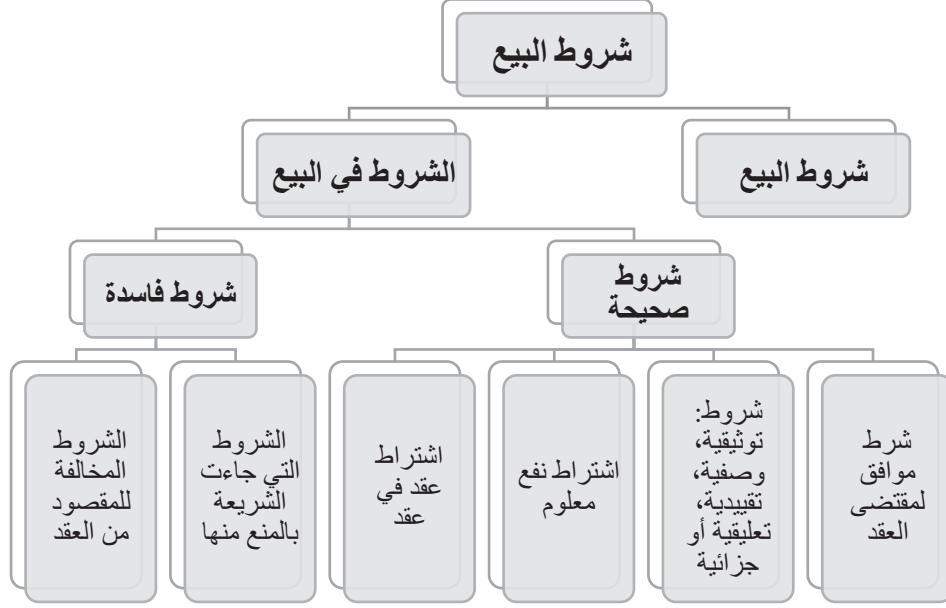 شروط البيع
شروط البيع
الشروط في البيع
شروط
صحيحة
شروط فاسدة
شرط
موافق
لمقتضى
العقد
شروط:
توثيقية،
وصفية،
تقييدية،
تعليقية أو
جزائية
اشتراط نفع
معلوم
اشتراط
عقد في
عقد
الشروط
التي جاءت
الشريعة
بالمنع منها
الشروط
المخالفة
للمقصود
من العقد